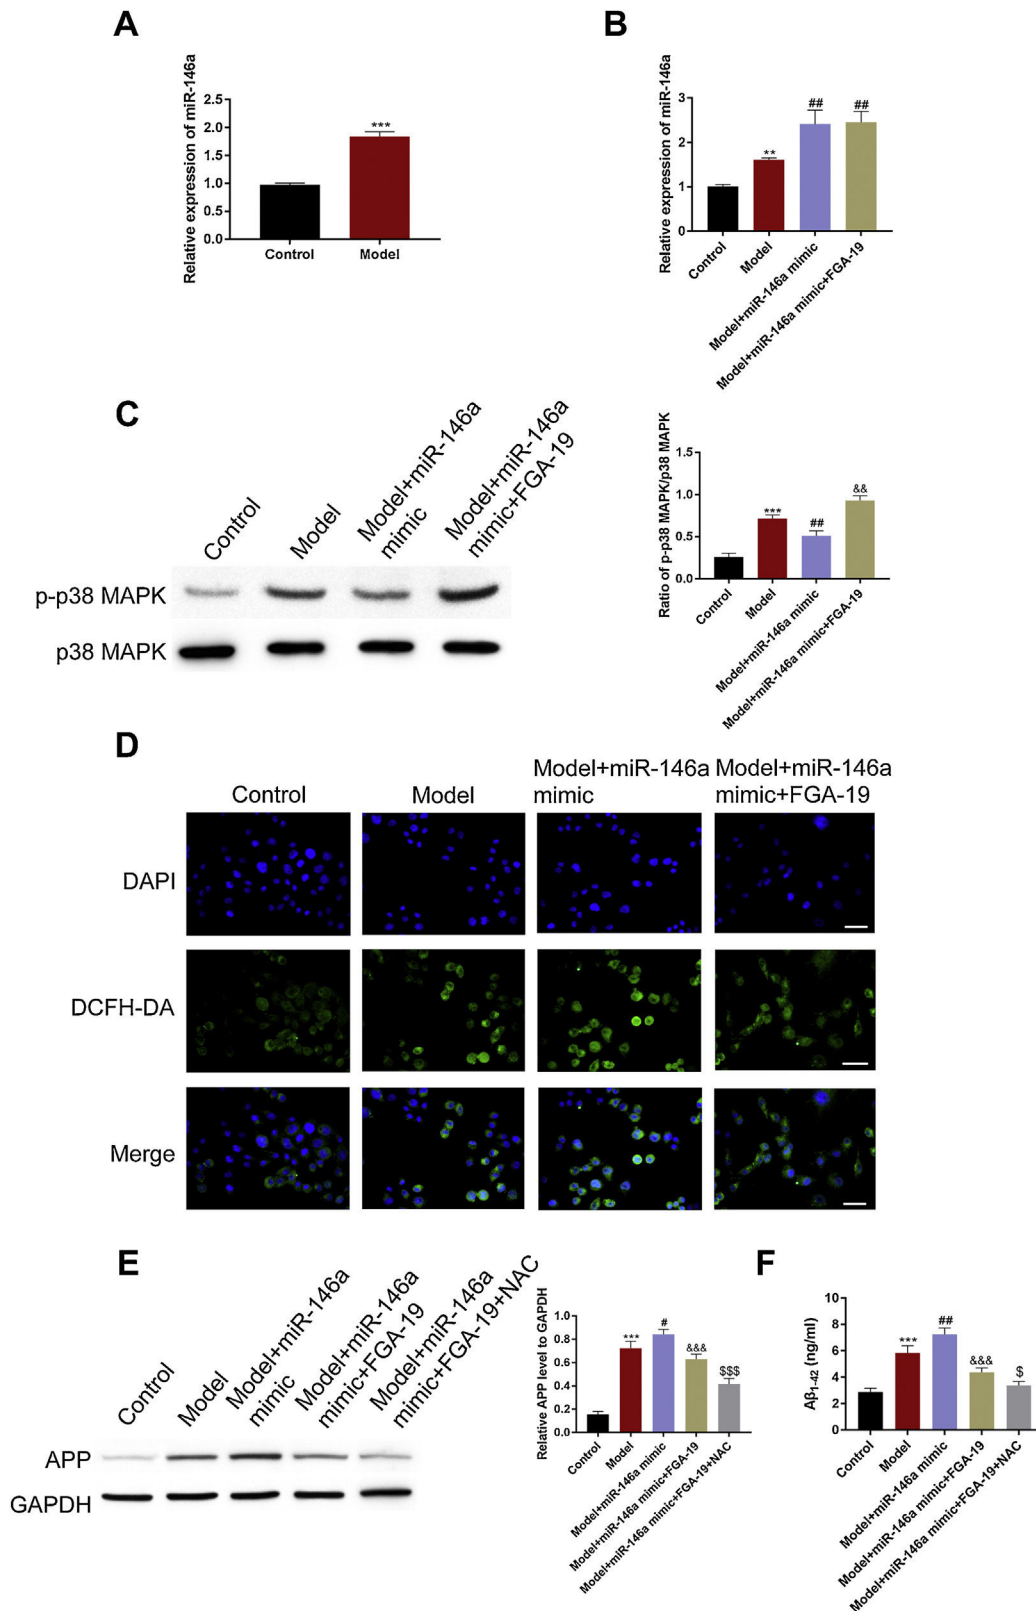 A
Relative expression of miR-146a
2.5
2.0
1.5
1.0
0.5
0.0
***
Control
Model
B
Relative expression of miR-146a
3
2
1
0
**
##
##
Control
Model
Model+miR-146a mimic
Model+miR-146a mimic+FGA-19
C
Control
Model
Model+miR-146a
mimic
Model+miR-146a
mimic+FGA-19
p-p38 MAPK
p38 MAPK
Ratio of p-p38 MAPK/p38 MAPK
1.5
1.0
0.5
0.0
***
##
&&
Control
Model
Model+miR-146a mimic
Model+miR-146a mimic+FGA-19
D
Control
Model
Model+miR-146a
mimic
Model+miR-146a
mimic+FGA-19
DAPI
DCFH-DA
Merge
E
Control
Model
Model+miR-146a
mimic
Model+miR-146a
mimic+FGA-19
Model+miR-146a
mimic+FGA-19+NAC
APP
GAPDH
Relative APP level to GAPDH
1.0
0.8
0.6
0.4
0.2
0.0
***
#
&&&
$$$
Control
Model
Model+miR-146a mimic
Model+miR-146a mimic+FGA-19
Model+miR-146a mimic+FGA-19+NAC
F
Aβ1-42 (ng/ml)
10
8
6
4
2
0
***
##
&&&
$
Control
Model
Model+miR-146a mimic
Model+miR-146a mimic+FGA-19
Model+miR-146a mimic+FGA-19+NAC